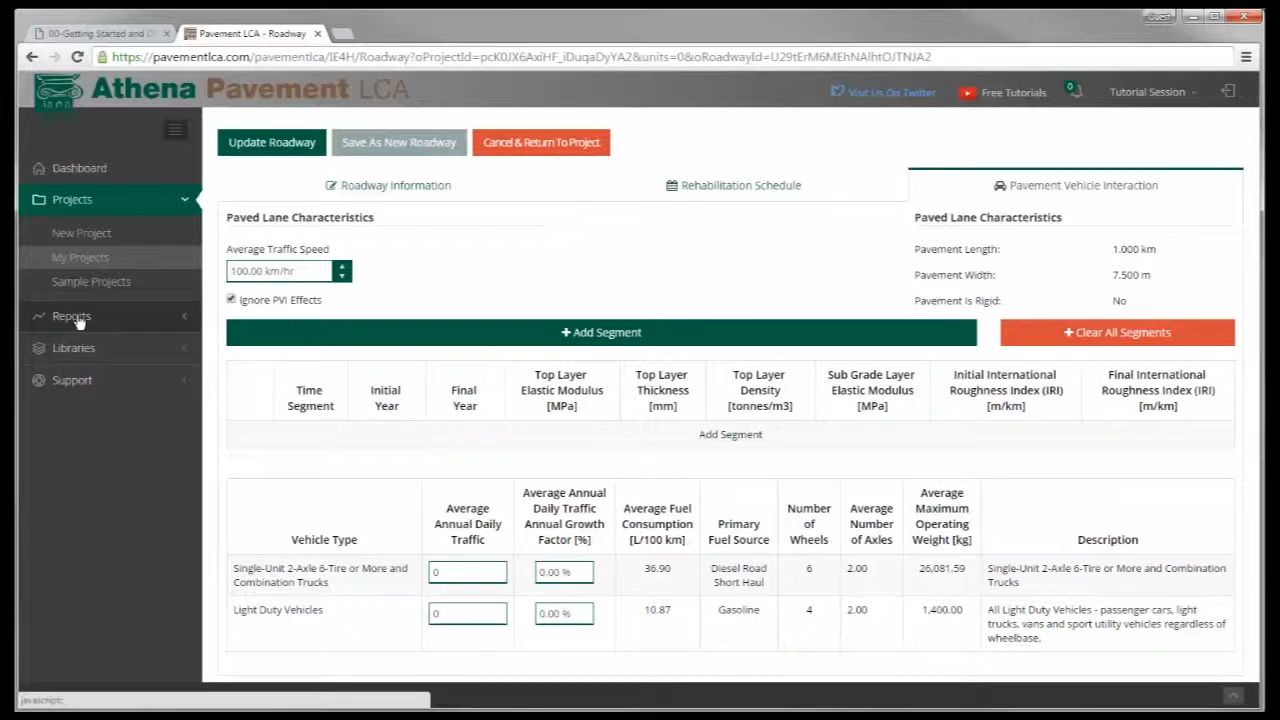 Guest
00-Getting Started and O
Pavement LCA - Roadway
https://pavementlca.com/pavementlca/IE4H/Roadway?oProjectId=pcK0JX6AxiHF_iDuqaDyYA2&units=0&oRoadwayId=U29tErM6MEhNAlhtOJTNJA2
Athena Pavement LCA
Visit Us On Twitter
Free Tutorials
0
Tutorial Session
Update Roadway
Save As New Roadway
Cancel & Return To Project
Dashboard
Projects
New Project
My Projects
Sample Projects
Reports
Libraries
Support
Roadway Information
Rehabilitation Schedule
Pavement Vehicle Interaction
Paved Lane Characteristics
Average Traffic Speed
100.00 km/hr
Ignore PVI Effects
Paved Lane Characteristics
Pavement Length: 1.000 km
Pavement Width: 7.500 m
Pavement Is Rigid: No
+ Add Segment
+ Clear All Segments
Time Segment
Initial Year
Final Year
Top Layer Elastic Modulus [MPa]
Top Layer Thickness [mm]
Top Layer Density [tonnes/m3]
Sub Grade Layer Elastic Modulus [MPa]
Initial International Roughness Index (IRI) [m/km]
Final International Roughness Index (IRI) [m/km]
Add Segment
Vehicle Type
Average Annual Daily Traffic
Average Annual Daily Traffic Annual Growth Factor [%]
Average Fuel Consumption [L/100 km]
Primary Fuel Source
Number of Wheels
Average Number of Axles
Average Maximum Operating Weight [kg]
Description
Single-Unit 2-Axle 6-Tire or More and Combination Trucks
0
0.00 %
36.90
Diesel Road Short Haul
6
2.00
26,081.59
Single-Unit 2-Axle 6-Tire or More and Combination Trucks
Light Duty Vehicles
0
0.00 %
10.87
Gasoline
4
2.00
1,400.00
All Light Duty Vehicles - passenger cars, light trucks, vans and sport utility vehicles regardless of wheelbase.
javascript: